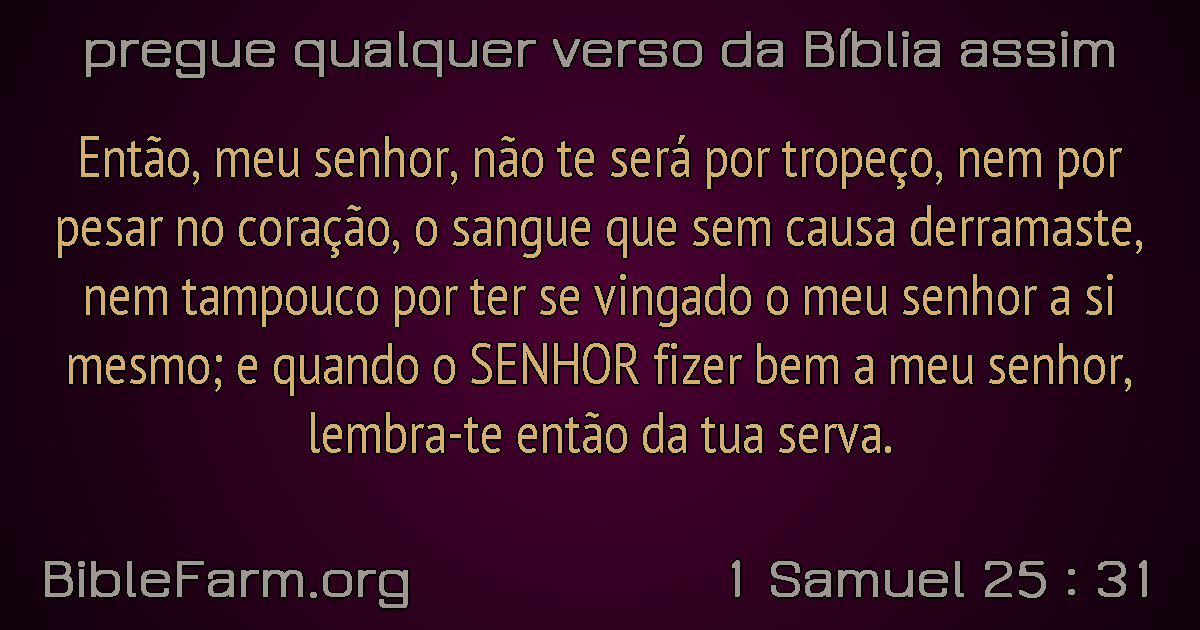 pregue qualquer verso da Bíblia assim
Então, meu senhor, não te será por tropeço, nem por
pesar no coração, o sangue que sem causa derramaste,
nem tampouco por ter se vingado o meu senhor a si
mesmo; e quando o SENHOR fizer bem a meu senhor,
lembra-te então da tua serva.
BibleFarm.org
1 Samuel 25 : 31